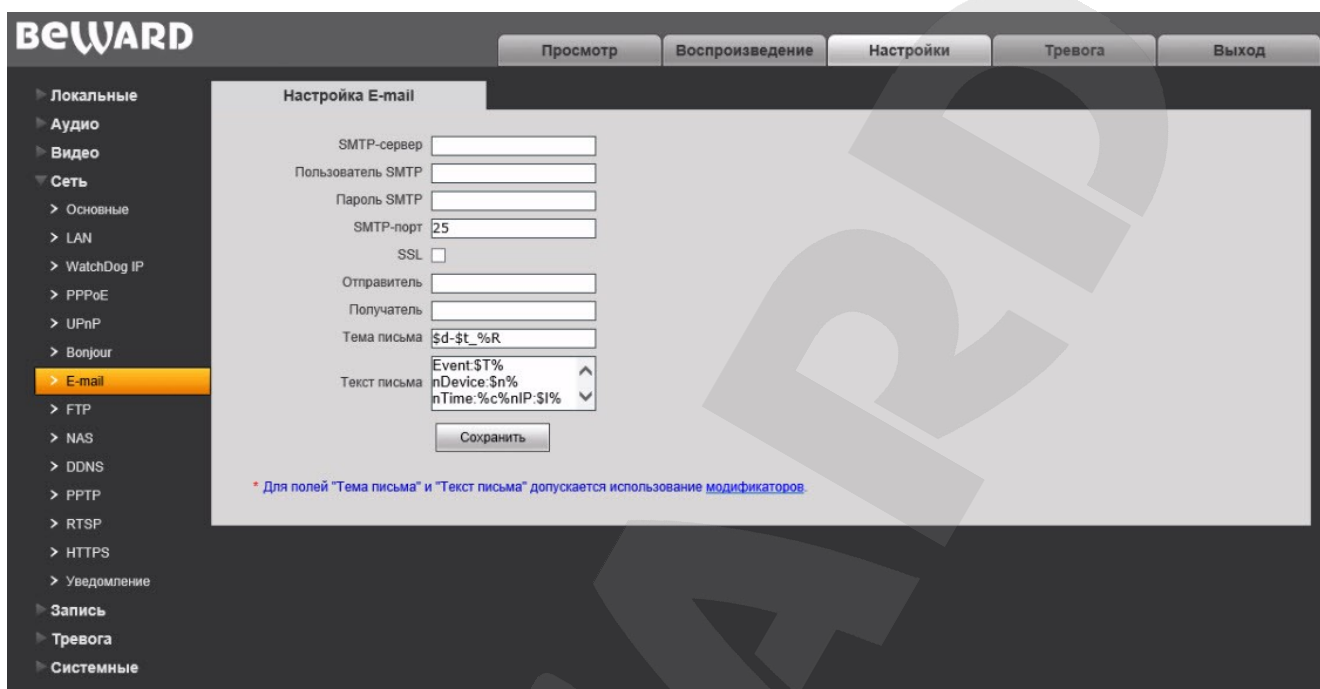 BEWARD
Просмотр
Воспроизведение
Настройки
Тревога
Выход
Локальные
Аудио
Видео
Сеть
> Основные
> LAN
> WatchDog IP
> PPPoE
> UPnP
> Bonjour
> E-mail
> FTP
> NAS
> DDNS
> PPTP
> RTSP
> HTTPS
> Уведомление
Запись
Тревога
Системные
Настройка E-mail
SMTP-сервер
Пользователь SMTP
Пароль SMTP
SMTP-порт 25
SSL
Отправитель
Получатель
Тема письма $d-$t_%R
Текст письма
Event:$T%
nDevice:$n%
nTime:%c%nIP:$I%
Сохранить
* Для полей "Тема письма" и "Текст письма" допускается использование модификаторов.
WARD